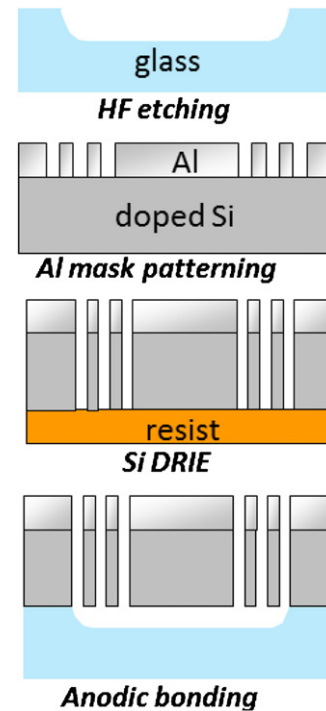 glass
HF etching
Al
doped Si
Al mask patterning
resist
Si DRIE
Anodic bonding